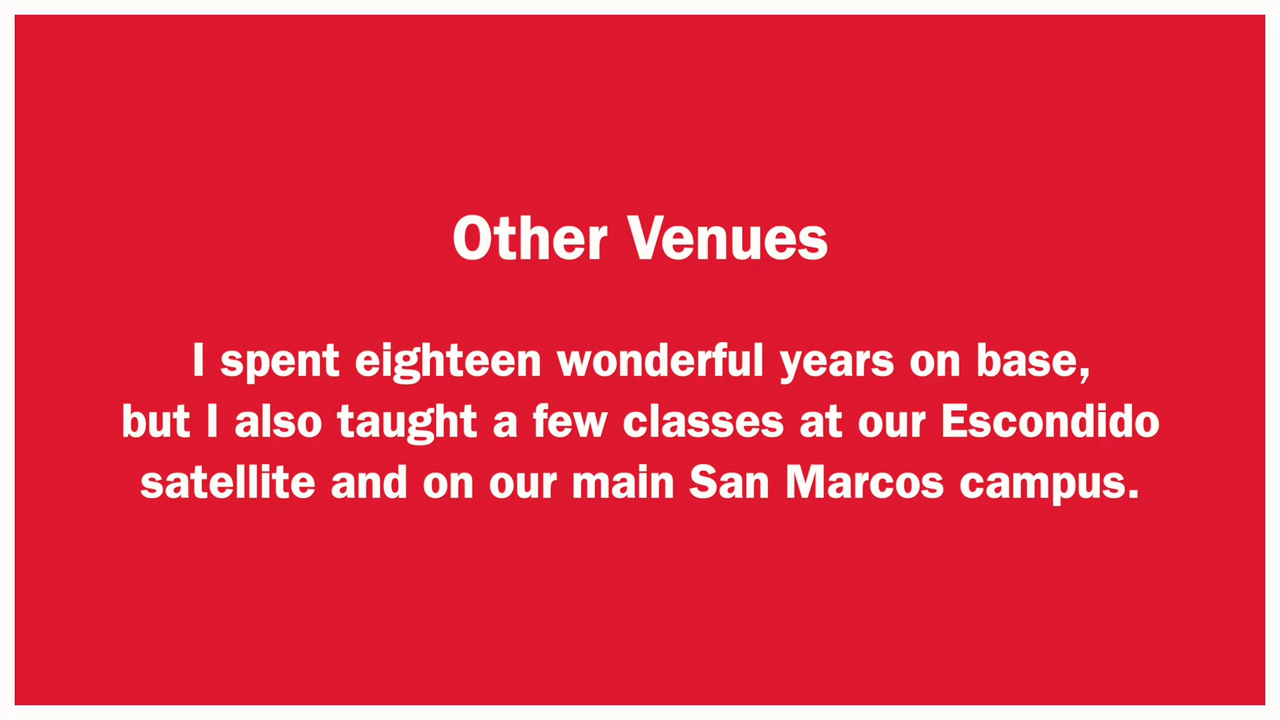 Other Venues
I spent eighteen wonderful years on base,
but I also taught a few classes at our Escondido
satellite and on our main San Marcos campus.